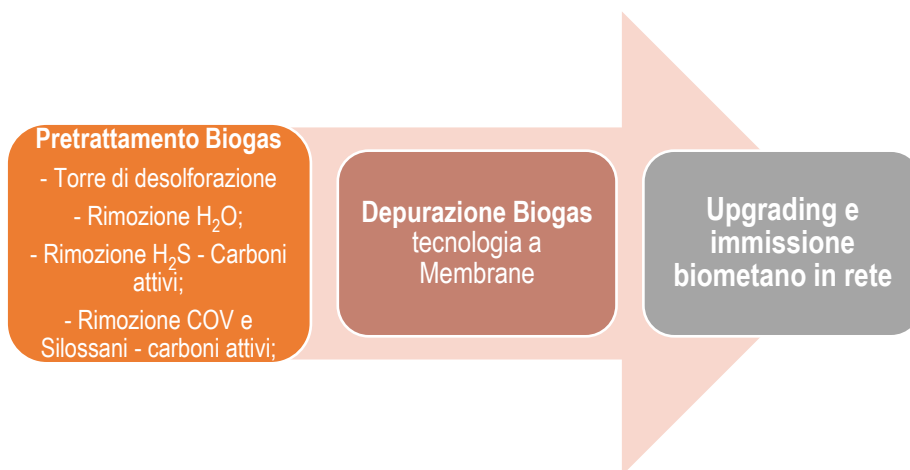 Pretrattamento Biogas
- Torre di desolforazione
- Rimozione H₂O;
- Rimozione H₂S - Carboni
attivi;
- Rimozione COV e
Silossani - carboni attivi;
Depurazione Biogas
tecnologia a
Membrane
Upgrading e
immissione
biometano in rete